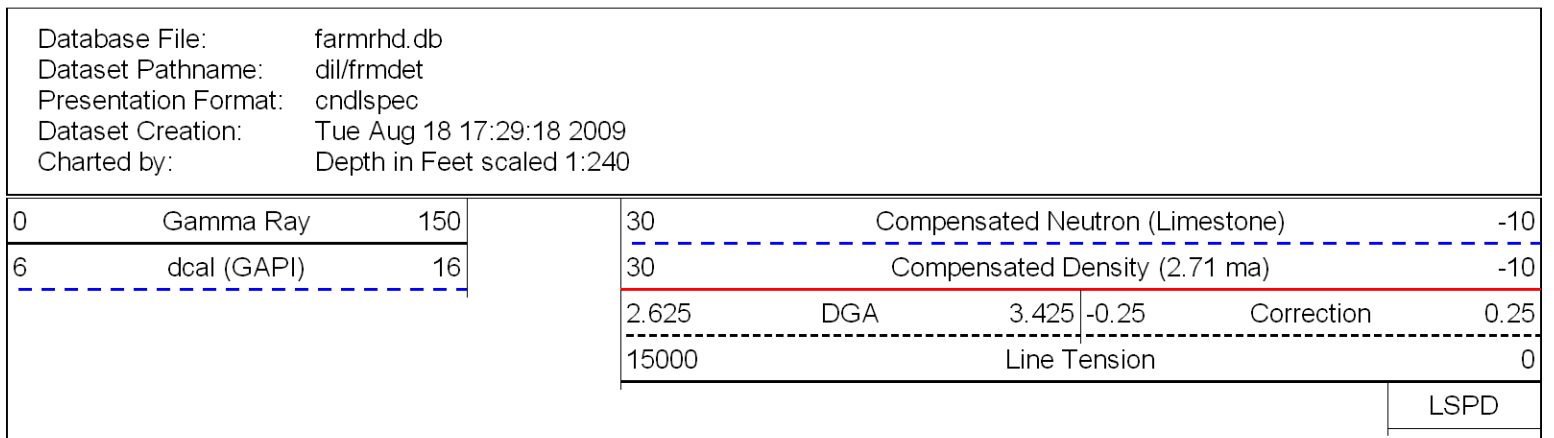 Database File: farmrhd.db
Dataset Pathname: dil/frmdet
Presentation Format: cndlspec
Dataset Creation: Tue Aug 18 17:29:18 2009
Charted by: Depth in Feet scaled 1:240
0 Gamma Ray 150 30 Compensated Neutron (Limestone) -10
6 dcal (GAPI) 16 30 Compensated Density (2.71 ma) -10
2.625 DGA 3.425 -0.25 Correction 0.25
15000 Line Tension 0
LSPD